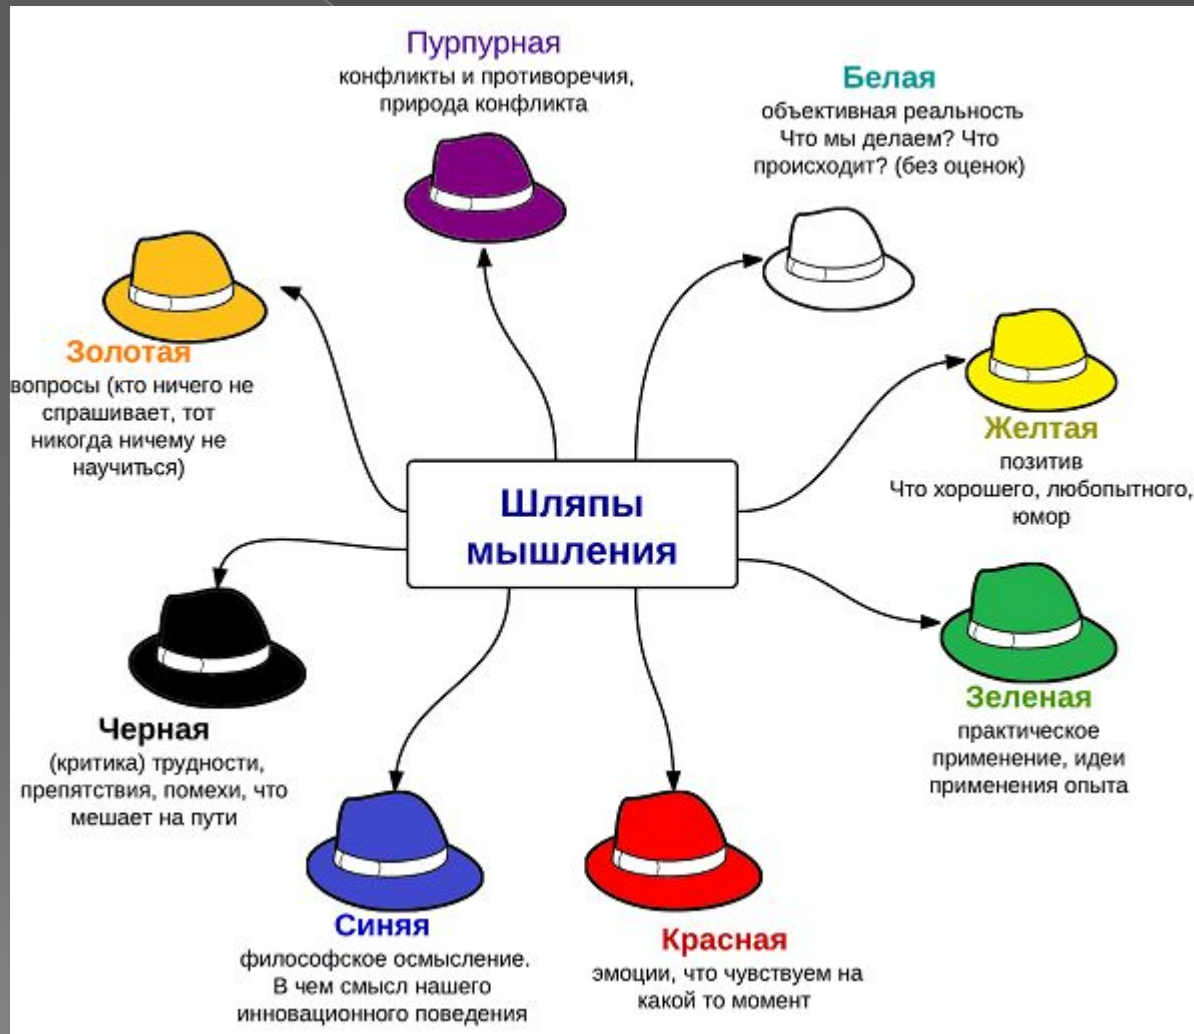 Пурпурная
конфликты и противоречия,
природа конфликта
Белая
объективная реальность
Что мы делаем? Что
происходит? (без оценок)
Золотая
вопросы (кто ничего не
спрашивает, тот
никогда ничему не
научиться)
Желтая
позитив
Что хорошего, любопытного,
юмор
Шляпы
мышления
Зеленая
практическое
применение, идеи
применения опыта
Черная
(критика) трудности,
препятствия, помехи, что
мешает на пути
Синяя
философское осмысление.
В чем смысл нашего
инновационного поведения
Красная
эмоции, что чувствуем на
какой то момент